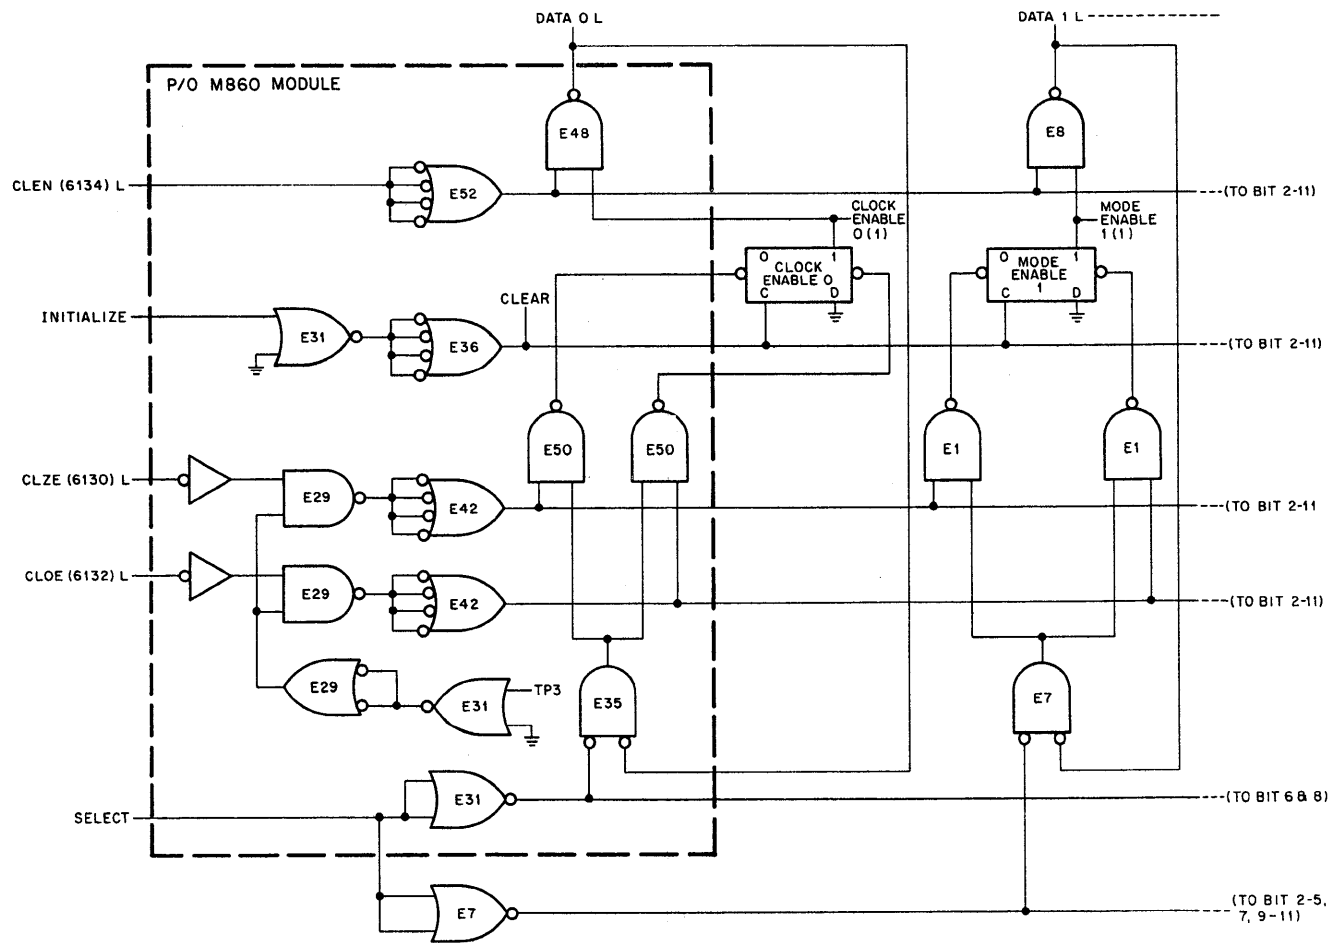 DATA 0 L
DATA 1 L
P/O M860 MODULE
E48
E8
CLEN (6134) L
E52
(TO BIT 2-11)
CLOCK
ENABLE
0 (1)
MODE
ENABLE
1 (1)
0 1
CLOCK
ENABLE 0
C D
0 1
MODE
ENABLE
1
C D
CLEAR
INITIALIZE
E31
E36
(TO BIT 2-11)
E50
E50
E1
E1
CLZE (6130) L
E29
E42
(TO BIT 2-11
CLOE (6132) L
E29
E42
(TO BIT 2-11)
E29
E31
TP3
E35
E7
SELECT
E31
(TO BIT 6 & 8)
E7
(TO BIT 2-5,
7, 9-11)